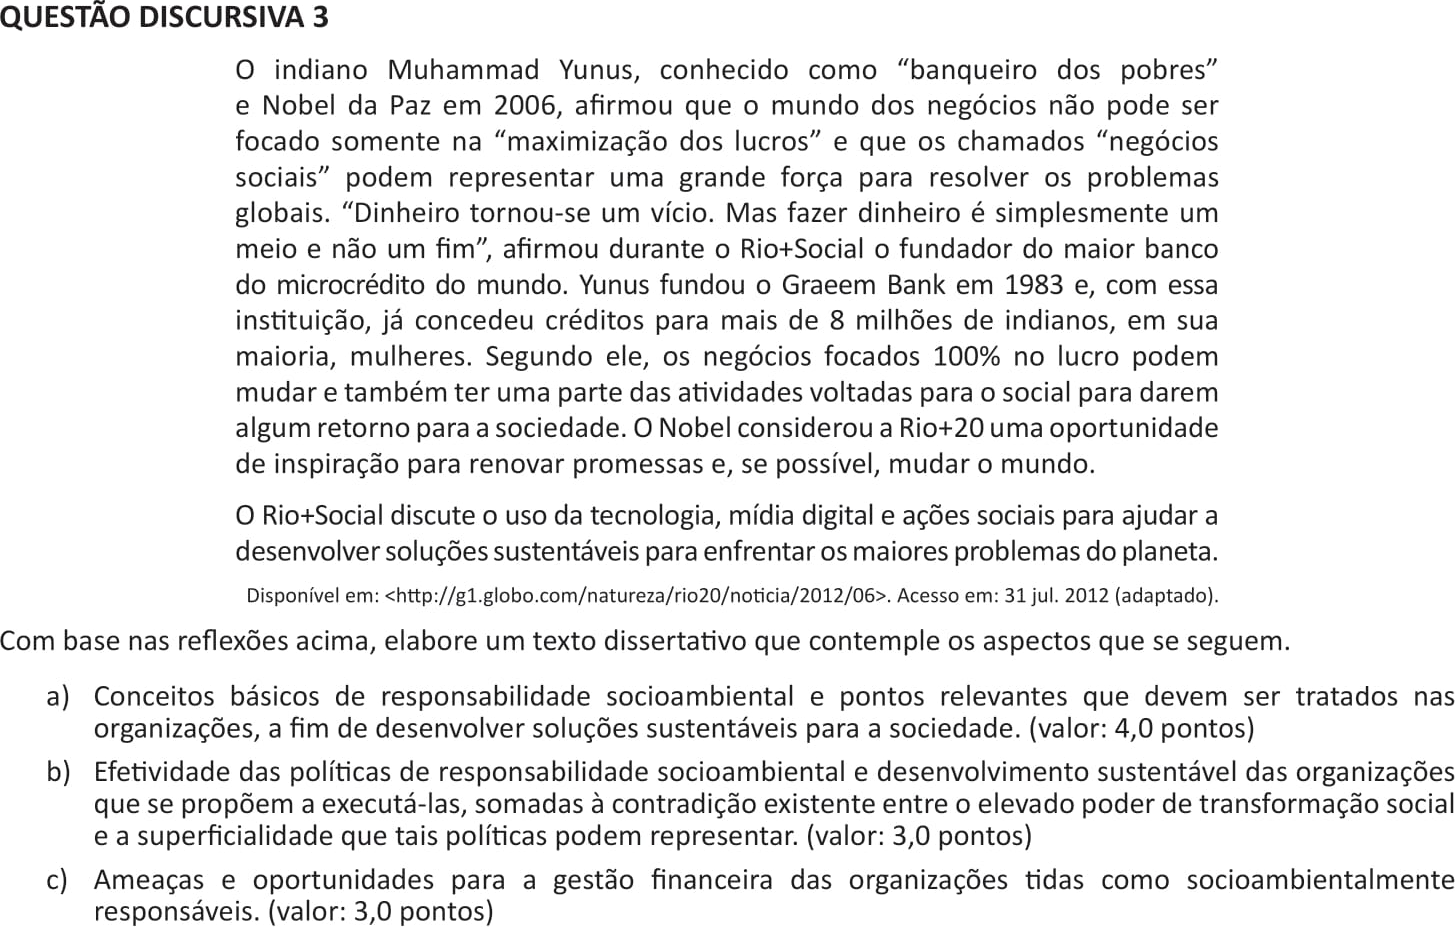 QUESTÃO DISCURSIVA 3
O indiano Muhammad Yunus, conhecido como “banqueiro dos pobres”
e Nobel da Paz em 2006, afirmou que o mundo dos negócios não pode ser
focado somente na “maximização dos lucros” e que os chamados “negócios
sociais” podem representar uma grande força para resolver os problemas
globais. “Dinheiro tornou-se um vício. Mas fazer dinheiro é simplesmente um
meio e não um fim”, afirmou durante o Rio+Social o fundador do maior banco
do microcrédito do mundo. Yunus fundou o Graeem Bank em 1983 e, com essa
instituição, já concedeu créditos para mais de 8 milhões de indianos, em sua
maioria, mulheres. Segundo ele, os negócios focados 100% no lucro podem
mudar e também ter uma parte das atividades voltadas para o social para darem
algum retorno para a sociedade. O Nobel considerou a Rio+20 uma oportunidade
de inspiração para renovar promessas e, se possível, mudar o mundo.
O Rio+Social discute o uso da tecnologia, mídia digital e ações sociais para ajudar a
desenvolver soluções sustentáveis para enfrentar os maiores problemas do planeta.
Disponível em: <http://g1.globo.com/natureza/rio20/noticia/2012/06>. Acesso em: 31 jul. 2012 (adaptado).
Com base nas reflexões acima, elabore um texto dissertativo que contemple os aspectos que se seguem.
a) Conceitos básicos de responsabilidade socioambiental e pontos relevantes que devem ser tratados nas
organizações, a fim de desenvolver soluções sustentáveis para a sociedade. (valor: 4,0 pontos)
b) Efetividade das políticas de responsabilidade socioambiental e desenvolvimento sustentável das organizações
que se propõem a executá-las, somadas à contradição existente entre o elevado poder de transformação social
e a superficialidade que tais políticas podem representar. (valor: 3,0 pontos)
c) Ameaças e oportunidades para a gestão financeira das organizações tidas como socioambientalmente
responsáveis. (valor: 3,0 pontos)